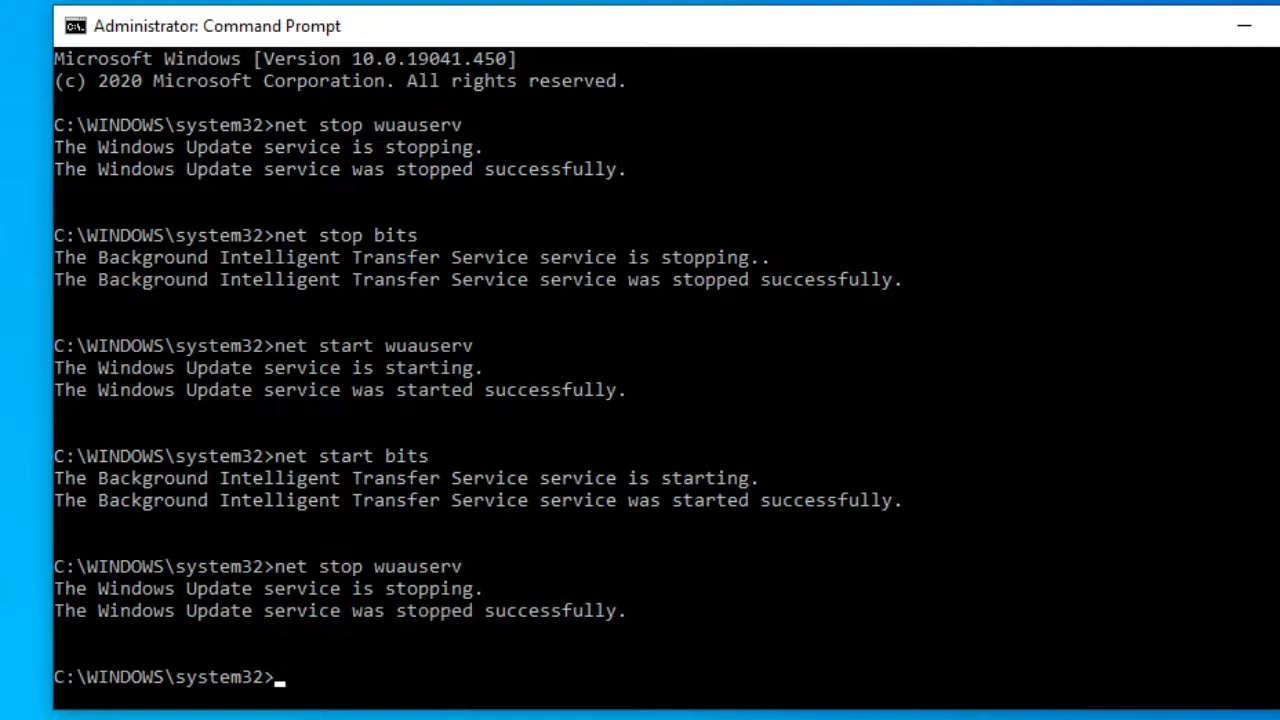 Administrator: Command Prompt
Microsoft Windows [Version 10.0.19041.450]
(c) 2020 Microsoft Corporation. All rights reserved.
C:\WINDOWS\system32>net stop wuauserv
The Windows Update service is stopping.
The Windows Update service was stopped successfully.
C:\WINDOWS\system32>net stop bits
The Background Intelligent Transfer Service service is stopping..
The Background Intelligent Transfer Service service was stopped successfully.
C:\WINDOWS\system32>net start wuauserv
The Windows Update service is starting.
The Windows Update service was started successfully.
C:\WINDOWS\system32>net start bits
The Background Intelligent Transfer Service service is starting.
The Background Intelligent Transfer Service service was started successfully.
C:\WINDOWS\system32>net stop wuauserv
The Windows Update service is stopping.
The Windows Update service was stopped successfully.
C:\WINDOWS\system32>